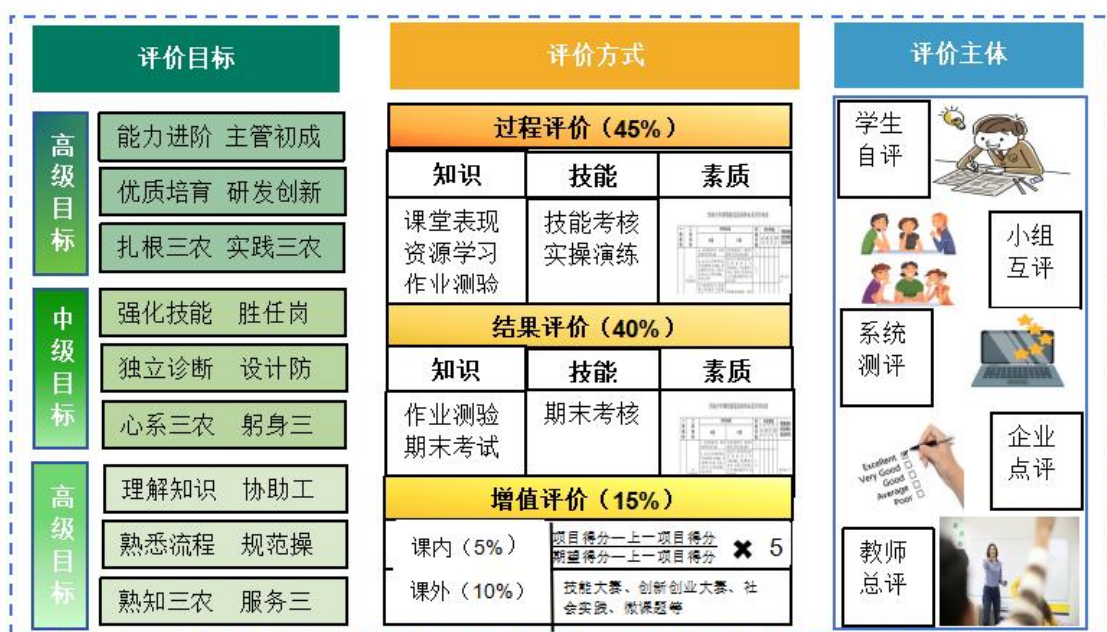 评价目标
评价方式
评价主体
高级目标
能力进阶 主管初成
优质培育 研发创新
扎根三农 实践三农
中级目标
强化技能 胜任岗
独立诊断 设计防
心系三农 躬身三
高级目标
理解知识 协助工
熟悉流程 规范操
熟知三农 服务三
过程评价（45%）
知识 技能 素质
课堂表现
资源学习
作业测验
技能考核
实操演练
结果评价（40%）
知识 技能 素质
作业测验
期末考试
期末考核
增值评价（15%）
课内（5%）
项目得分—上一项目得分
期望得分—上一项目得分
✖ 5
课外（10%）
技能大赛、创新创业大赛、社
会实践、微课题等
学生
自评
小组
互评
系统
测评
Excellent
Very Good
Good
Average
Poor
企业
点评
教师
总评